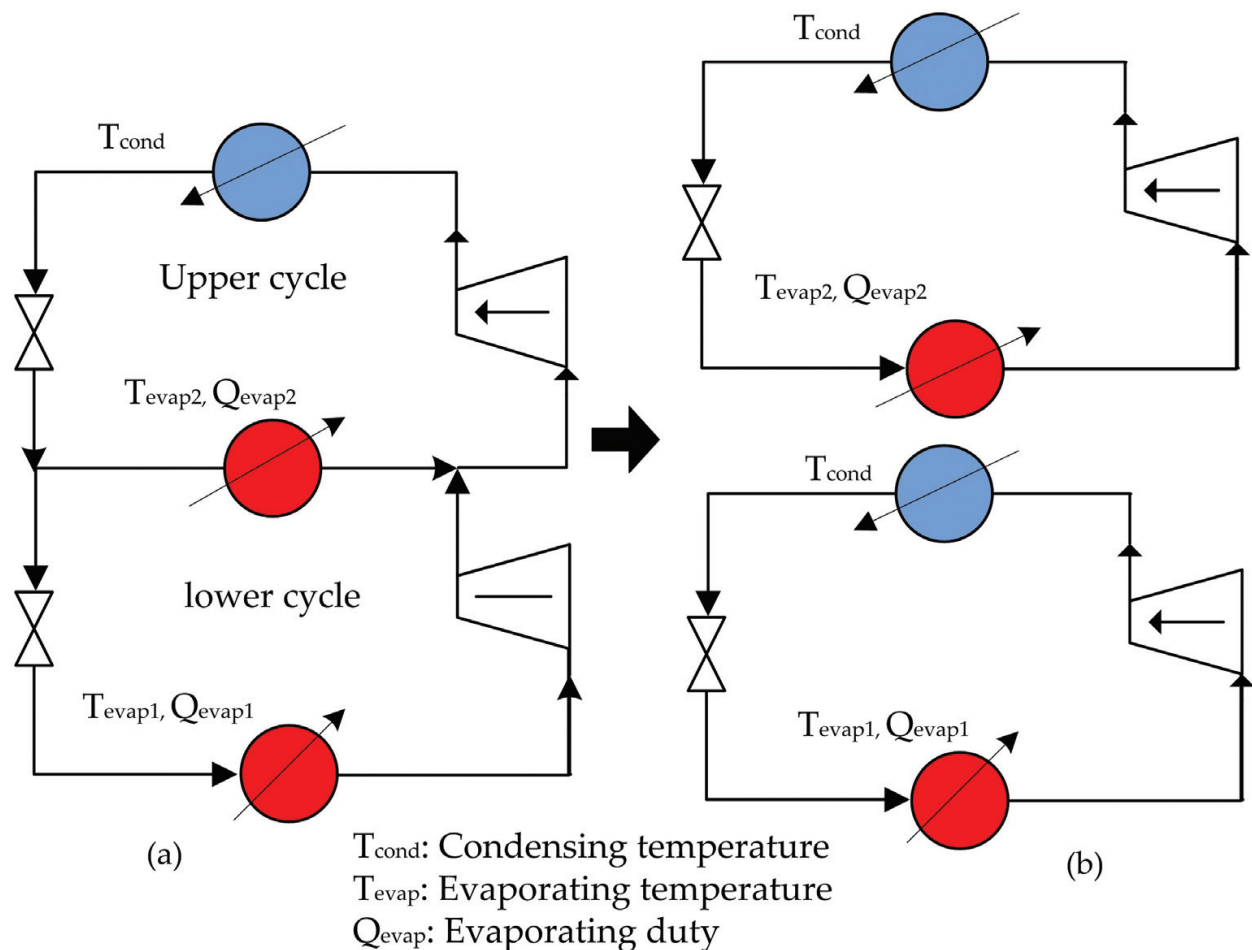 Tcond
Upper cycle
Tevap2, Qevap2
lower cycle
Tevap1, Qevap1
(a)
Tcond
Tevap2, Qevap2
Tcond
Tevap1, Qevap1
(b)
Tcond: Condensing temperature
Tevap: Evaporating temperature
Qevap: Evaporating duty